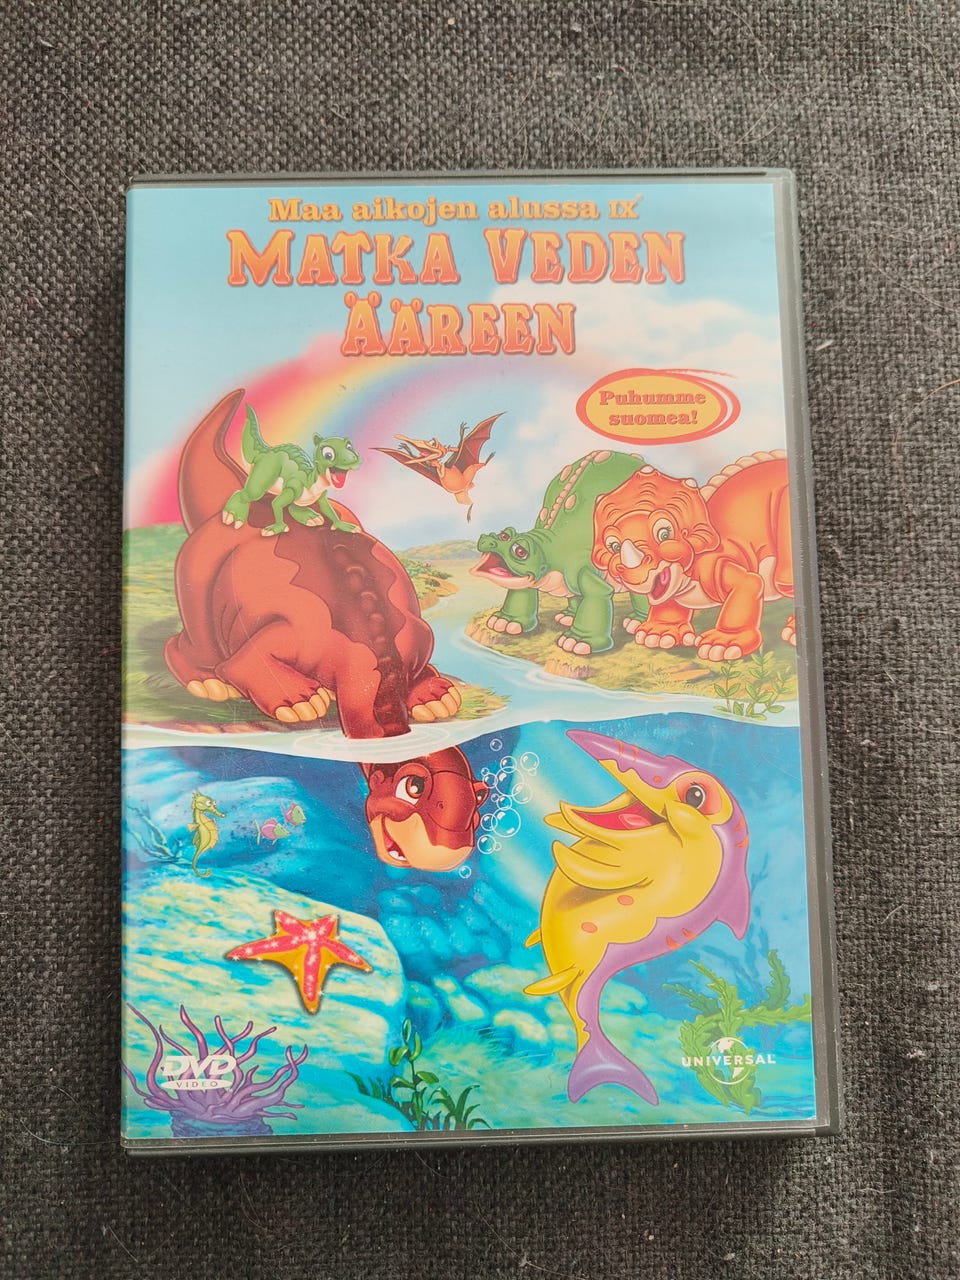 Maa aikojen alussa IX
MATKA VEDEN
ÄÄREEN
Puhumme
suomea!
DVD
VIDEO
UNIVERSAL